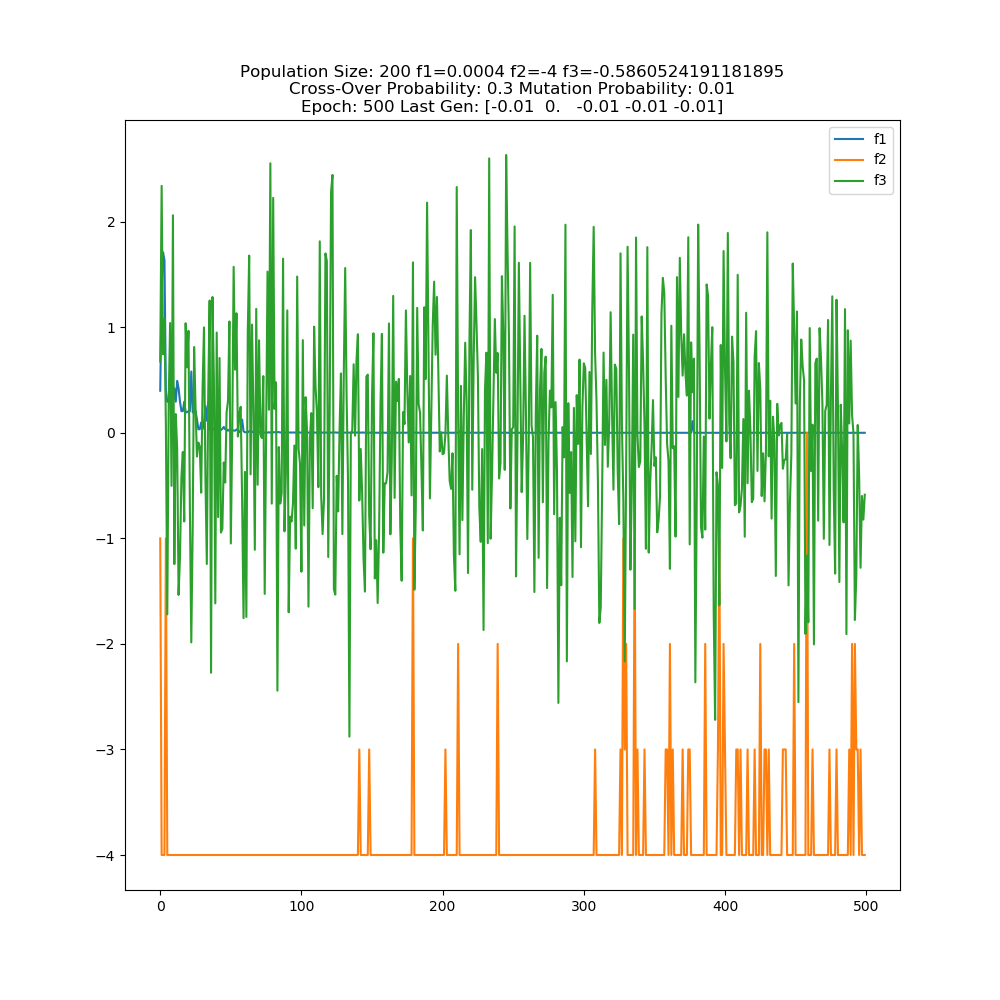 Population Size: 200 f1=0.0004 f2=-4 f3=-0.5860524191181895
Cross-Over Probability: 0.3 Mutation Probability: 0.01
Epoch: 500 Last Gen: [-0.01  0.   -0.01 -0.01 -0.01]
f1
f2
f3
2
1
0
−1
−2
−3
−4
0 100 200 300 400 500